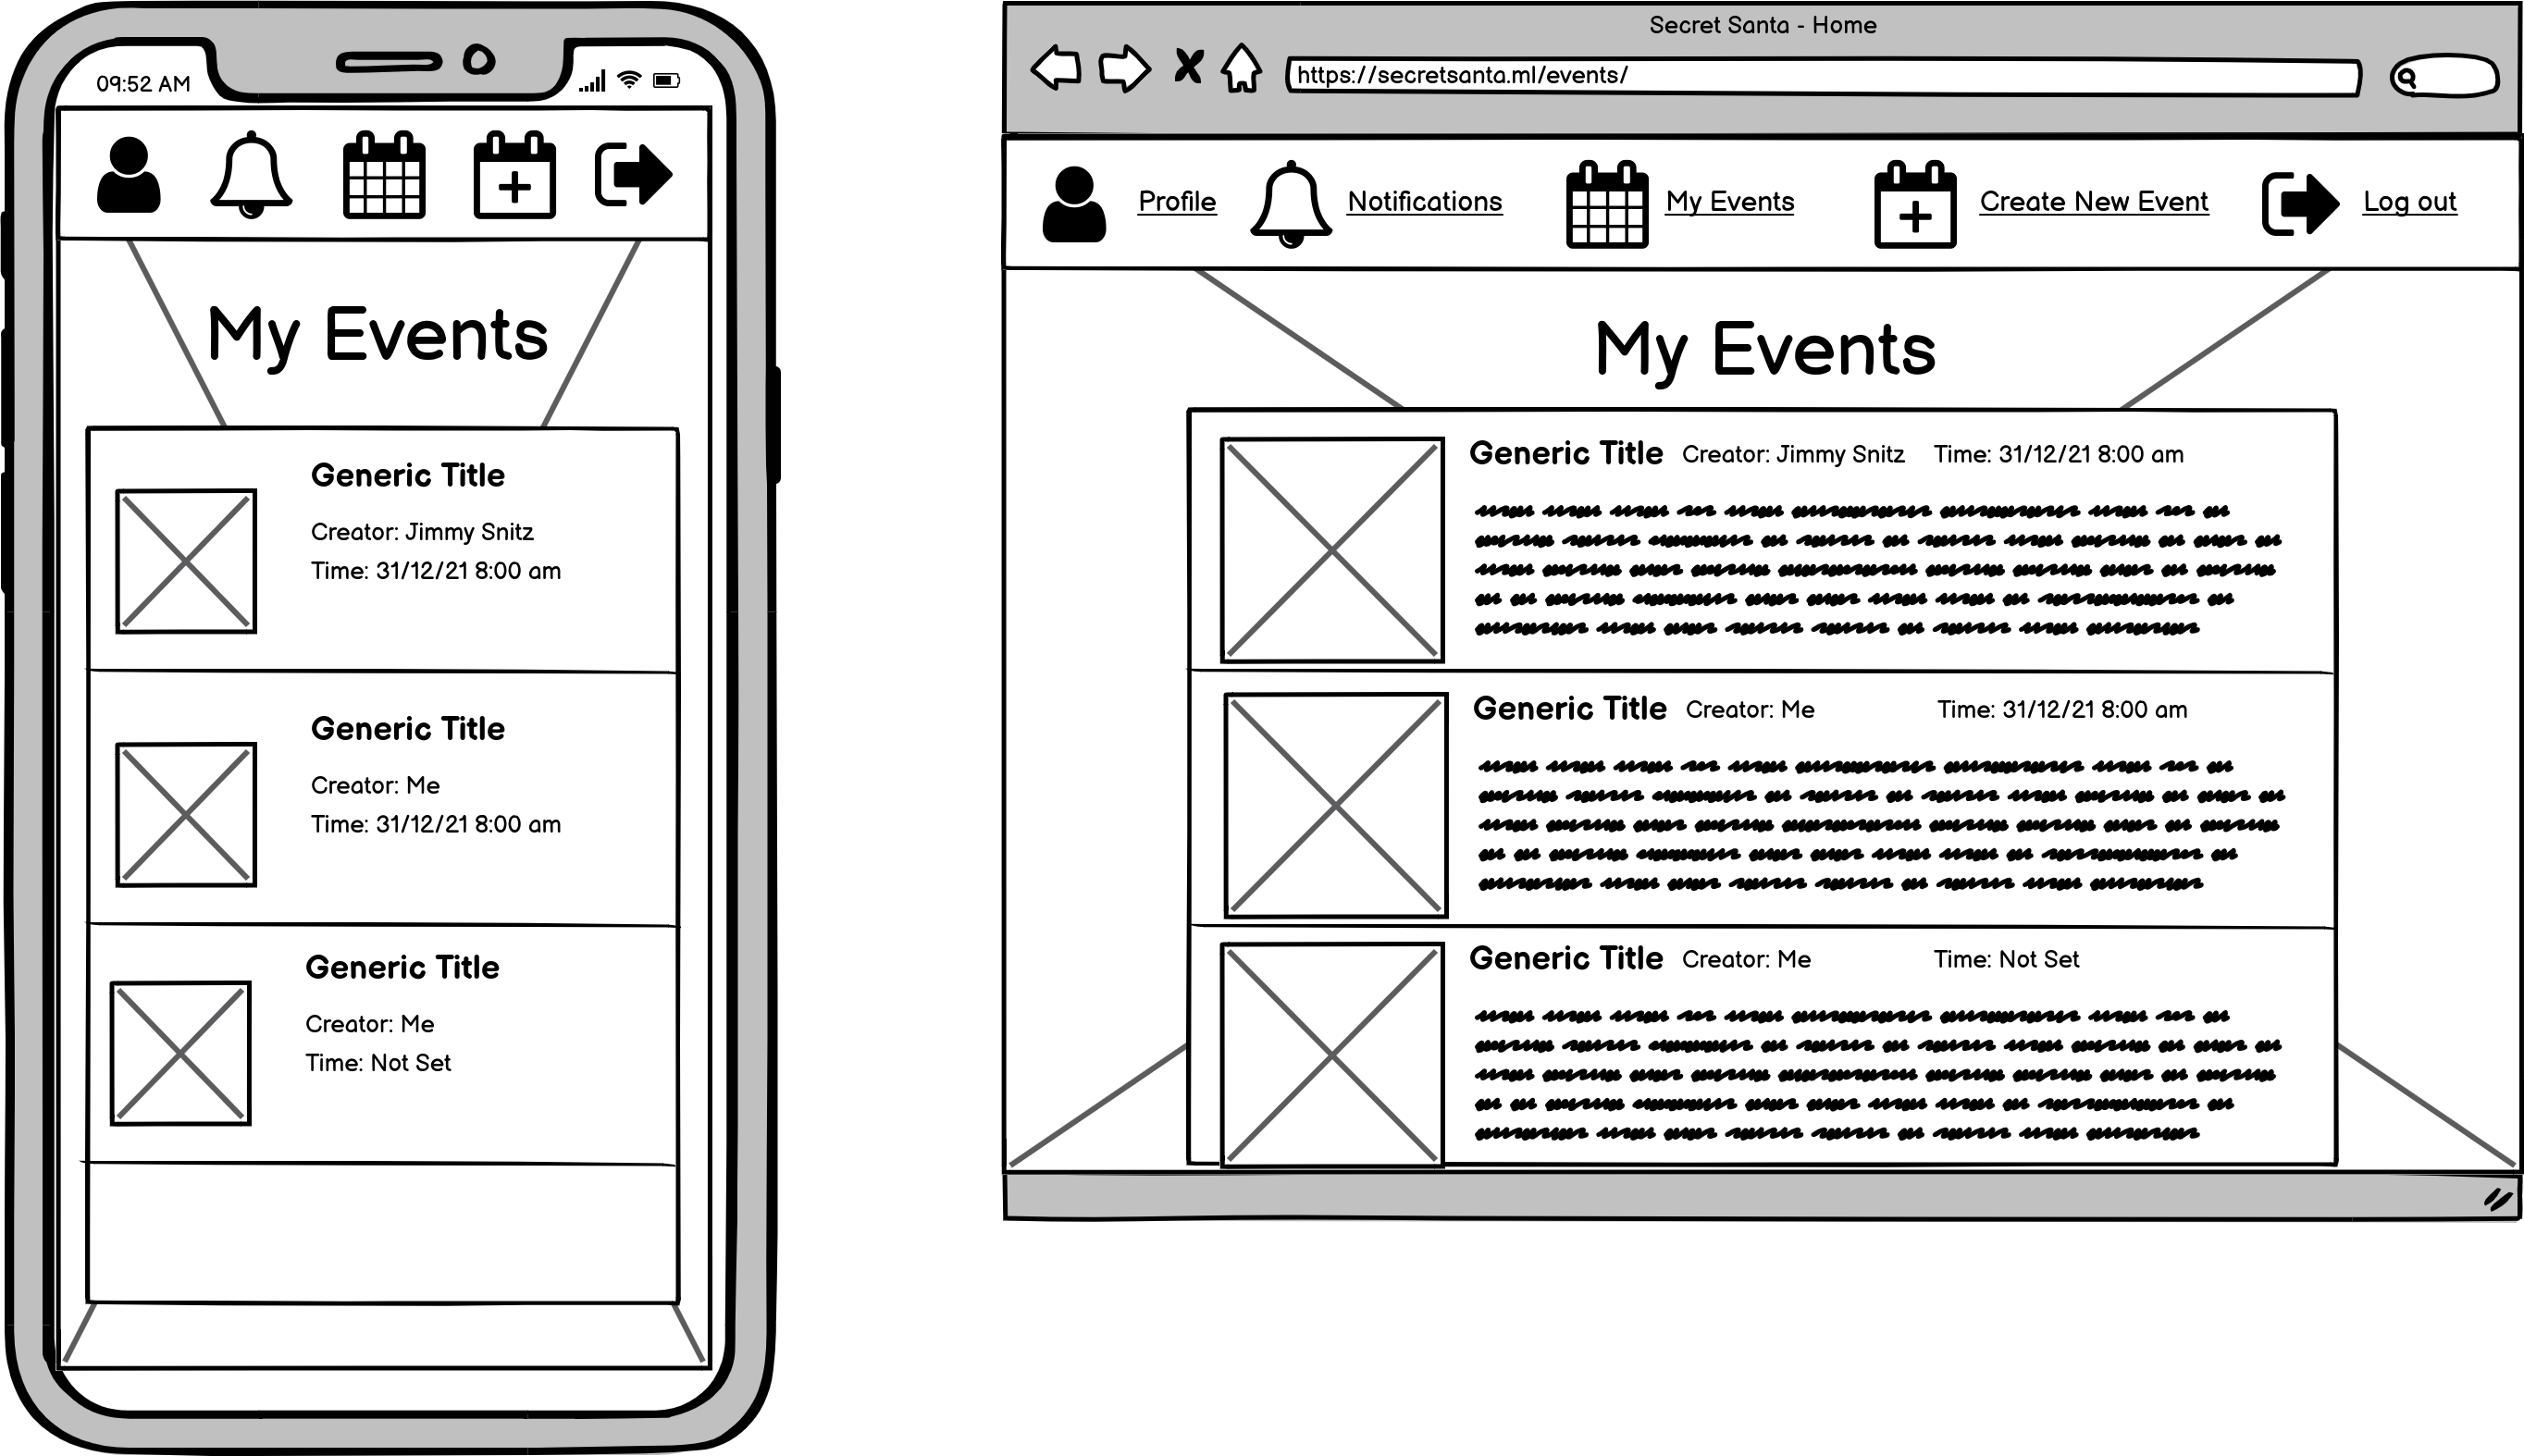 09:52 AM
My Events
Generic Title
Creator: Jimmy Snitz
Time: 31/12/21 8:00 am
Generic Title
Creator: Me
Time: 31/12/21 8:00 am
Generic Title
Creator: Me
Time: Not Set
Secret Santa - Home
https://secretsanta.ml/events/
Profile Notifications My Events Create New Event Log out
My Events
Generic Title Creator: Jimmy Snitz Time: 31/12/21 8:00 am
Generic Title Creator: Me Time: 31/12/21 8:00 am
Generic Title Creator: Me Time: Not Set